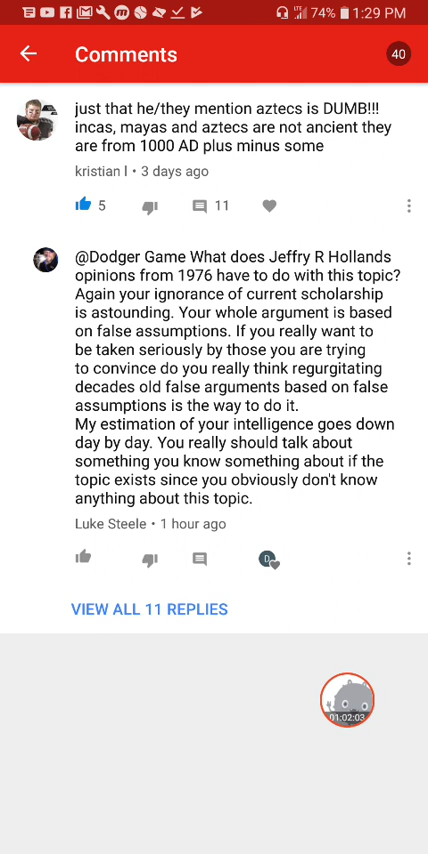 74% 1:29 PM
Comments
40
just that he/they mention aztecs is DUMB!!!
incas, mayas and aztecs are not ancient they
are from 1000 AD plus minus some
kristian l • 3 days ago
5
11
@Dodger Game What does Jeffry R Hollands
opinions from 1976 have to do with this topic?
Again your ignorance of current scholarship
is astounding. Your whole argument is based
on false assumptions. If you really want to
be taken seriously by those you are trying
to convince do you really think regurgitating
decades old false arguments based on false
assumptions is the way to do it.
My estimation of your intelligence goes down
day by day. You really should talk about
something you know something about if the
topic exists since you obviously don't know
anything about this topic.
Luke Steele • 1 hour ago
D
VIEW ALL 11 REPLIES
01:02:03